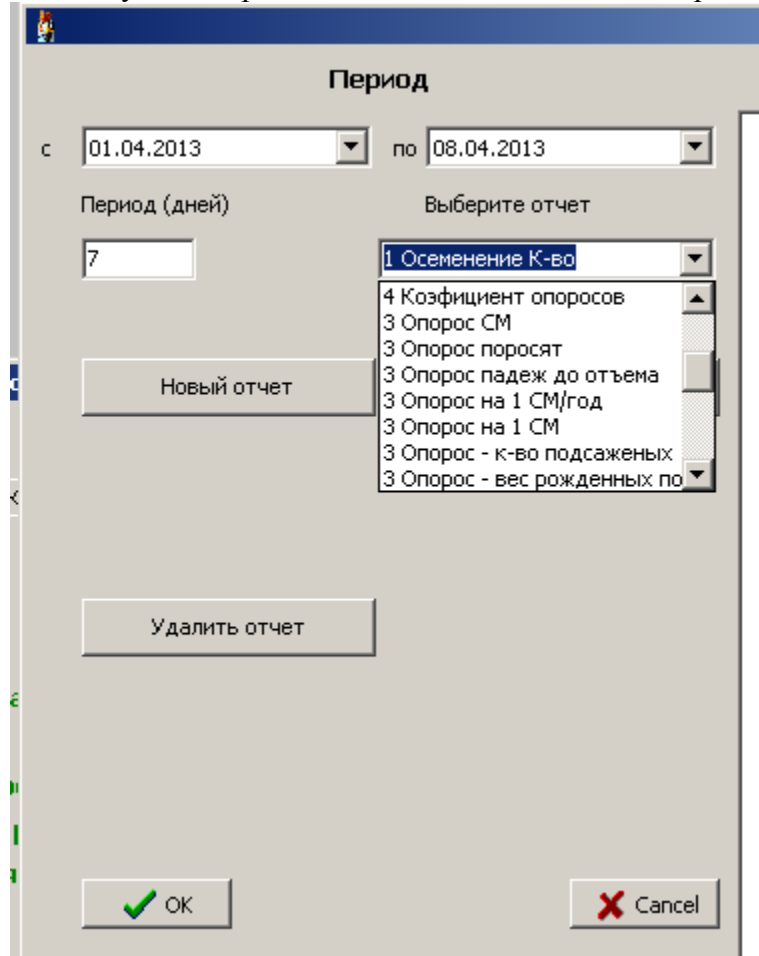 Период
с 01.04.2013 по 08.04.2013
Период (дней) Выберите отчет
7 1 Осеменение К-во
4 Коэфициент опоросов
3 Опорос СМ
3 Опорос поросят
3 Опорос падеж до отъема
Новый отчет
3 Опорос на 1 СМ/год
3 Опорос на 1 СМ
3 Опорос - к-во подсаженых
3 Опорос - вес рожденных по
Удалить отчет
OK Cancel